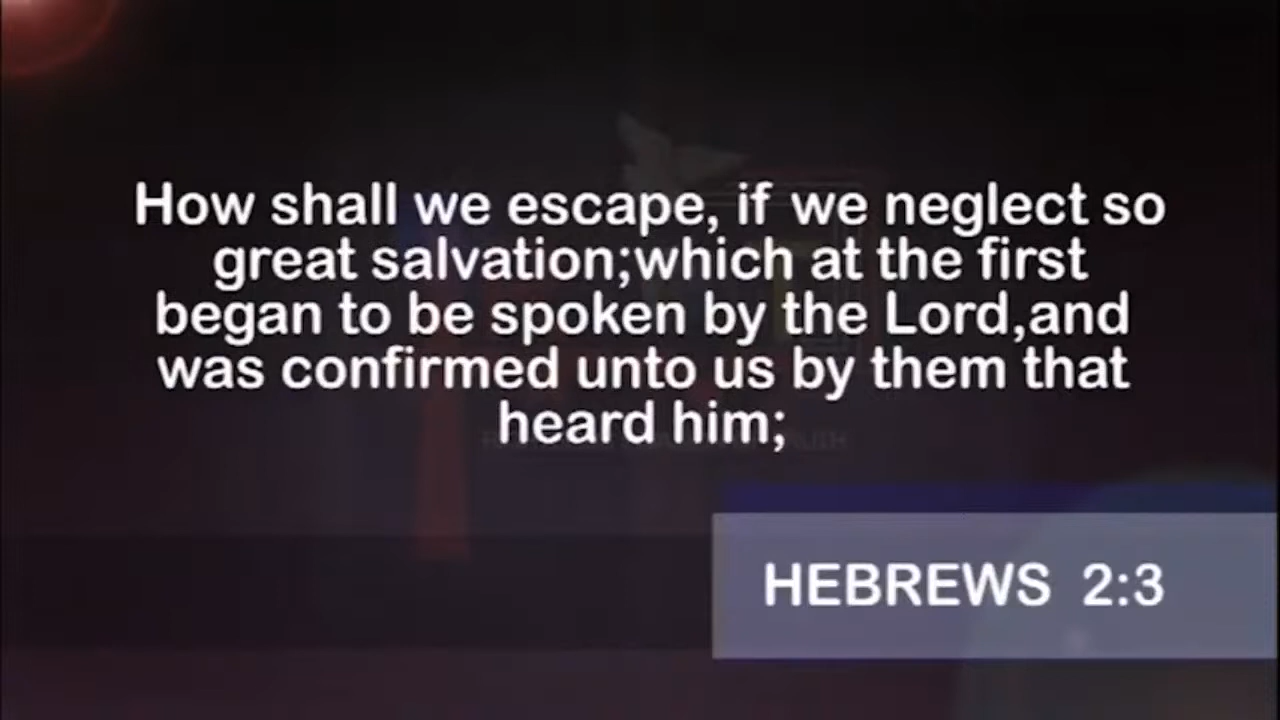 How shall we escape, if we neglect so
great salvation;which at the first
began to be spoken by the Lord,and
was confirmed unto us by them that
heard him;
HEBREWS 2:3